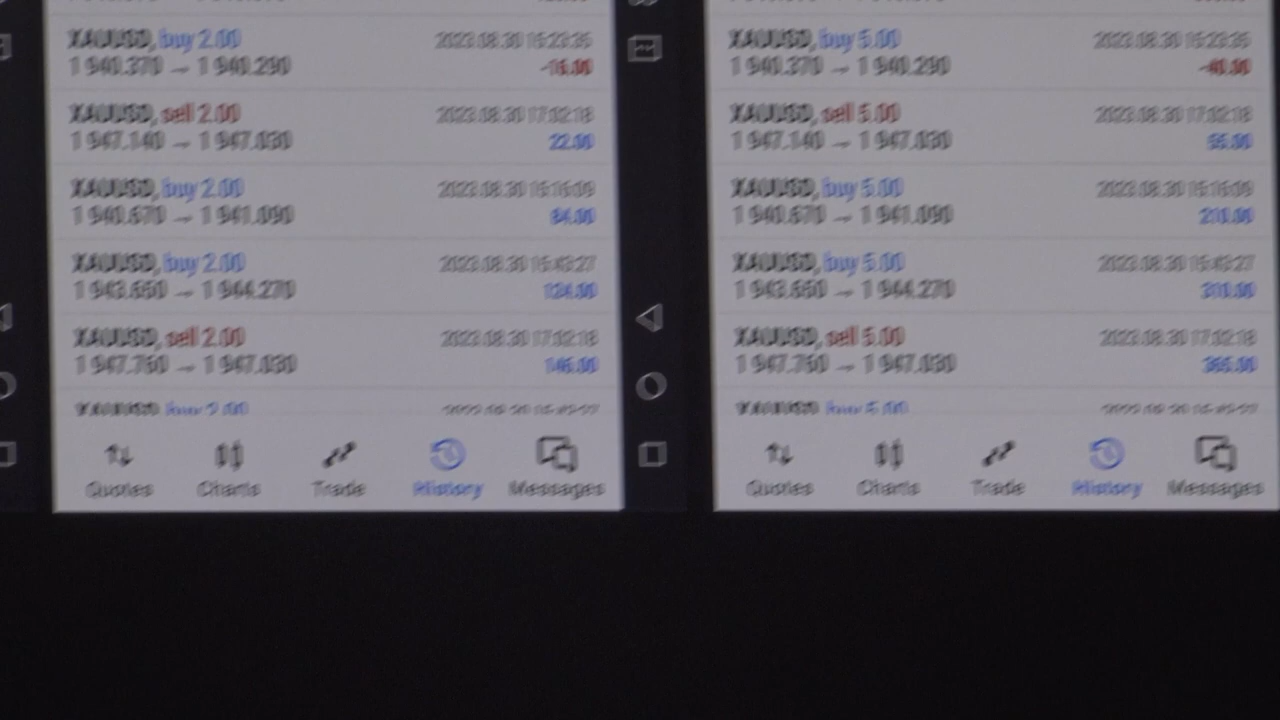 XAUUSD, buy 2.00 2023.08.30 15:23:35
1 940.370 → 1 940.290 -16.00
XAUUSD, sell 2.00 2023.08.30 17:02:18
1 947.140 → 1 947.030 22.00
XAUUSD, buy 2.00 2023.08.30
1 940.670 → 1 941.090 84.00
XAUUSD, buy 2.00 2023.08.30 15:43:27
1 943.650 → 1 944.270 124.00
XAUUSD, sell 2.00 2023.08.30 17:02:18
1 947.760 → 1 947.030 146.00
XAUUSD buy 2.00
Quotes Charts Trade History Messages
XAUUSD, buy 5.00 2023.08.30 15:23:35
1 940.370 → 1 940.290 -40.00
XAUUSD, sell 5.00 2023.08.30 17:02:18
1 947.140 → 1 947.030 55.00
XAUUSD, buy 5.00 2023.08.30
1 940.670 → 1 941.090 210.00
XAUUSD, buy 5.00 2023.08.30 15:43:27
1 943.650 → 1 944.270 310.00
XAUUSD, sell 5.00 2023.08.30 17:02:18
1 947.760 → 1 947.030 365.00
XAUUSD buy 5.00
Quotes Charts Trade History Messages